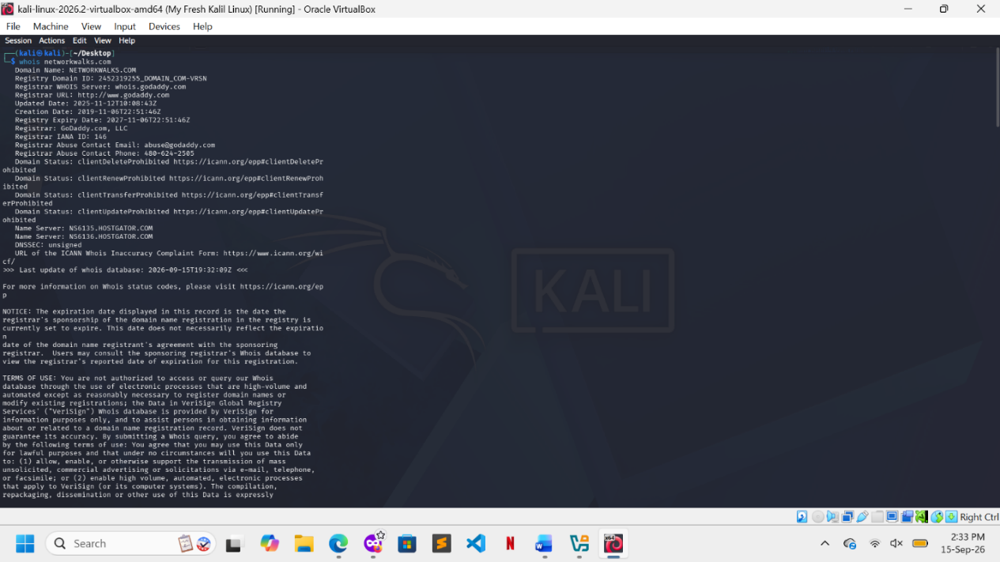 kali-linux-2026.2-virtualbox-amd64 (My Fresh Kalil Linux) [Running] - Oracle VirtualBox
File Machine View Input Devices Help
Session Actions Edit View Help
┌──(kali㉿kali)-[~/Desktop]
└─$ whois networkwalks.com
Domain Name: NETWORKWALKS.COM
Registry Domain ID: 2452319255_DOMAIN_COM-VRSN
Registrar WHOIS Server: whois.godaddy.com
Registrar URL: http://www.godaddy.com
Updated Date: 2025-11-12T10:08:43Z
Creation Date: 2019-11-06T22:51:46Z
Registry Expiry Date: 2027-11-06T22:51:46Z
Registrar: GoDaddy.com, LLC
Registrar IANA ID: 146
Registrar Abuse Contact Email: abuse@godaddy.com
Registrar Abuse Contact Phone: 480-624-2505
Domain Status: clientDeleteProhibited https://icann.org/epp#clientDeletePr
ohibited
Domain Status: clientRenewProhibited https://icann.org/epp#clientRenewProh
ibited
Domain Status: clientTransferProhibited https://icann.org/epp#clientTransf
erProhibited
Domain Status: clientUpdateProhibited https://icann.org/epp#clientUpdatePr
ohibited
Name Server: NS6135.HOSTGATOR.COM
Name Server: NS6136.HOSTGATOR.COM
DNSSEC: unsigned
URL of the ICANN Whois Inaccuracy Complaint Form: https://www.icann.org/wi
cf/
>>> Last update of whois database: 2026-09-15T19:32:09Z <<<
For more information on Whois status codes, please visit https://icann.org/ep
p
NOTICE: The expiration date displayed in this record is the date the
registrar's sponsorship of the domain name registration in the registry is
currently set to expire. This date does not necessarily reflect the expiratio
n
date of the domain name registrant's agreement with the sponsoring
registrar.  Users may consult the sponsoring registrar's Whois database to
view the registrar's reported date of expiration for this registration.
TERMS OF USE: You are not authorized to access or query our Whois
database through the use of electronic processes that are high-volume and
automated except as reasonably necessary to register domain names or
modify existing registrations; the Data in VeriSign Global Registry
Services' ("VeriSign") Whois database is provided by VeriSign for
information purposes only, and to assist persons in obtaining information
about or related to a domain name registration record. VeriSign does not
guarantee its accuracy. By submitting a Whois query, you agree to abide
by the following terms of use: You agree that you may use this Data only
for lawful purposes and that under no circumstances will you use this Data
to: (1) allow, enable, or otherwise support the transmission of mass
unsolicited, commercial advertising or solicitations via e-mail, telephone,
or facsimile; or (2) enable high volume, automated, electronic processes
that apply to VeriSign (or its computer systems). The compilation,
repackaging, dissemination or other use of this Data is expressly
KALI
Right Ctrl
Search
2:33 PM
15-Sep-26